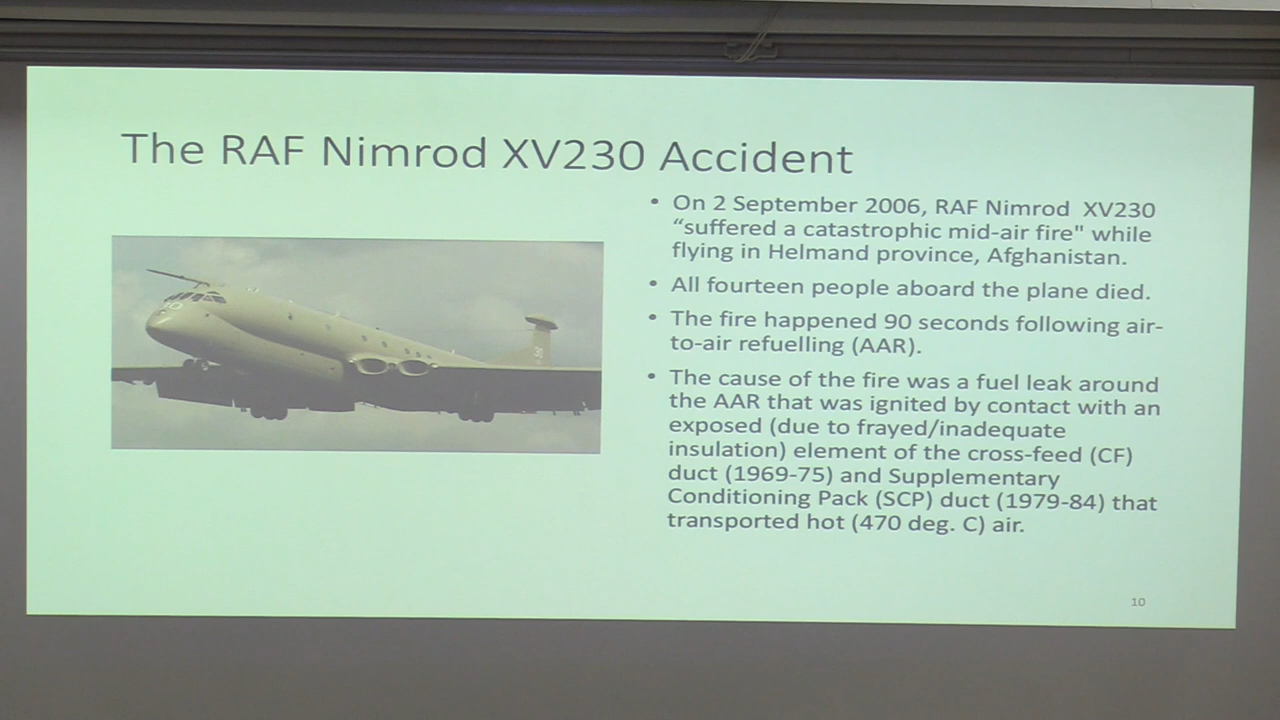 The RAF Nimrod XV230 Accident
• On 2 September 2006, RAF Nimrod XV230
“suffered a catastrophic mid-air fire" while
flying in Helmand province, Afghanistan.
• All fourteen people aboard the plane died.
• The fire happened 90 seconds following air-
to-air refuelling (AAR).
• The cause of the fire was a fuel leak around
the AAR that was ignited by contact with an
exposed (due to frayed/inadequate
insulation) element of the cross-feed (CF)
duct (1969-75) and Supplementary
Conditioning Pack (SCP) duct (1979-84) that
transported hot (470 deg. C) air.
10